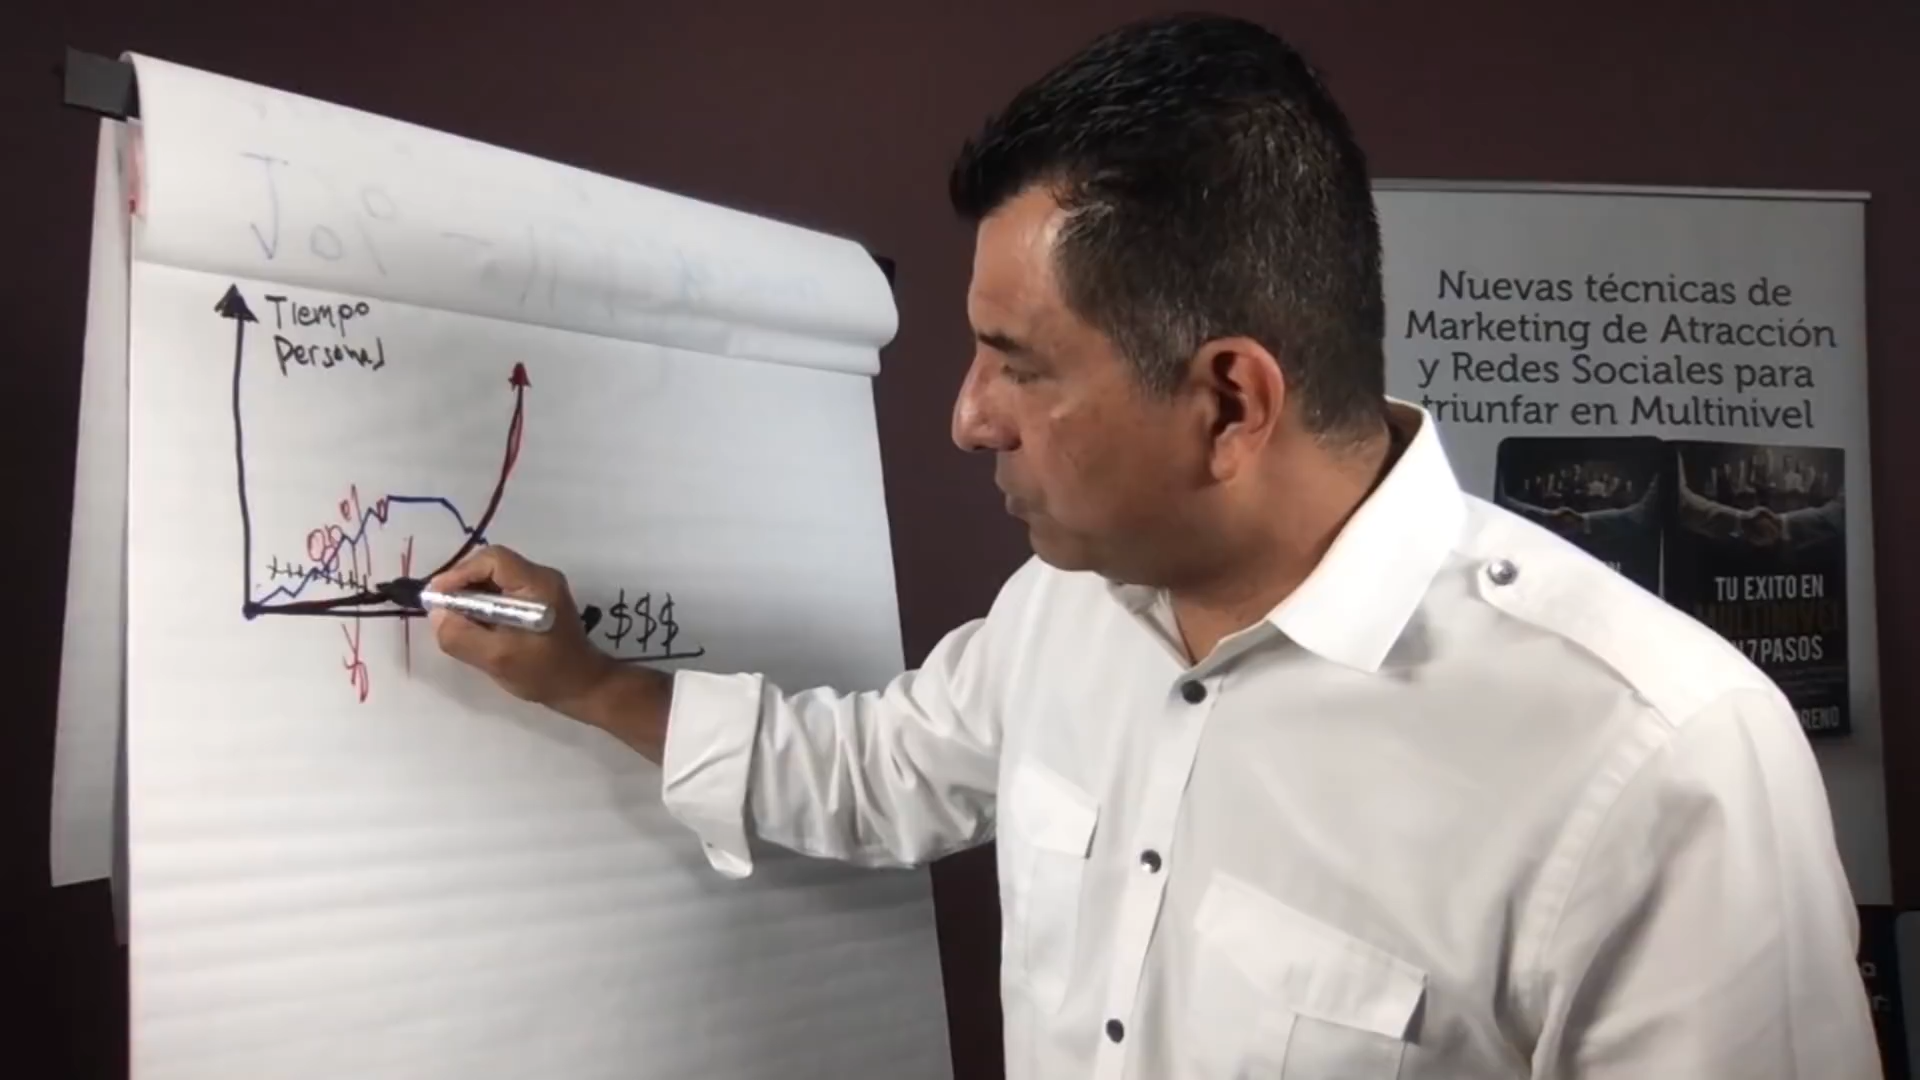 Tiempo
Personal
$$$
Nuevas técnicas de
Marketing de Atracción
y Redes Sociales para
triunfar en Multinivel
TU EXITO EN
MULTINIVEL
7 PASOS